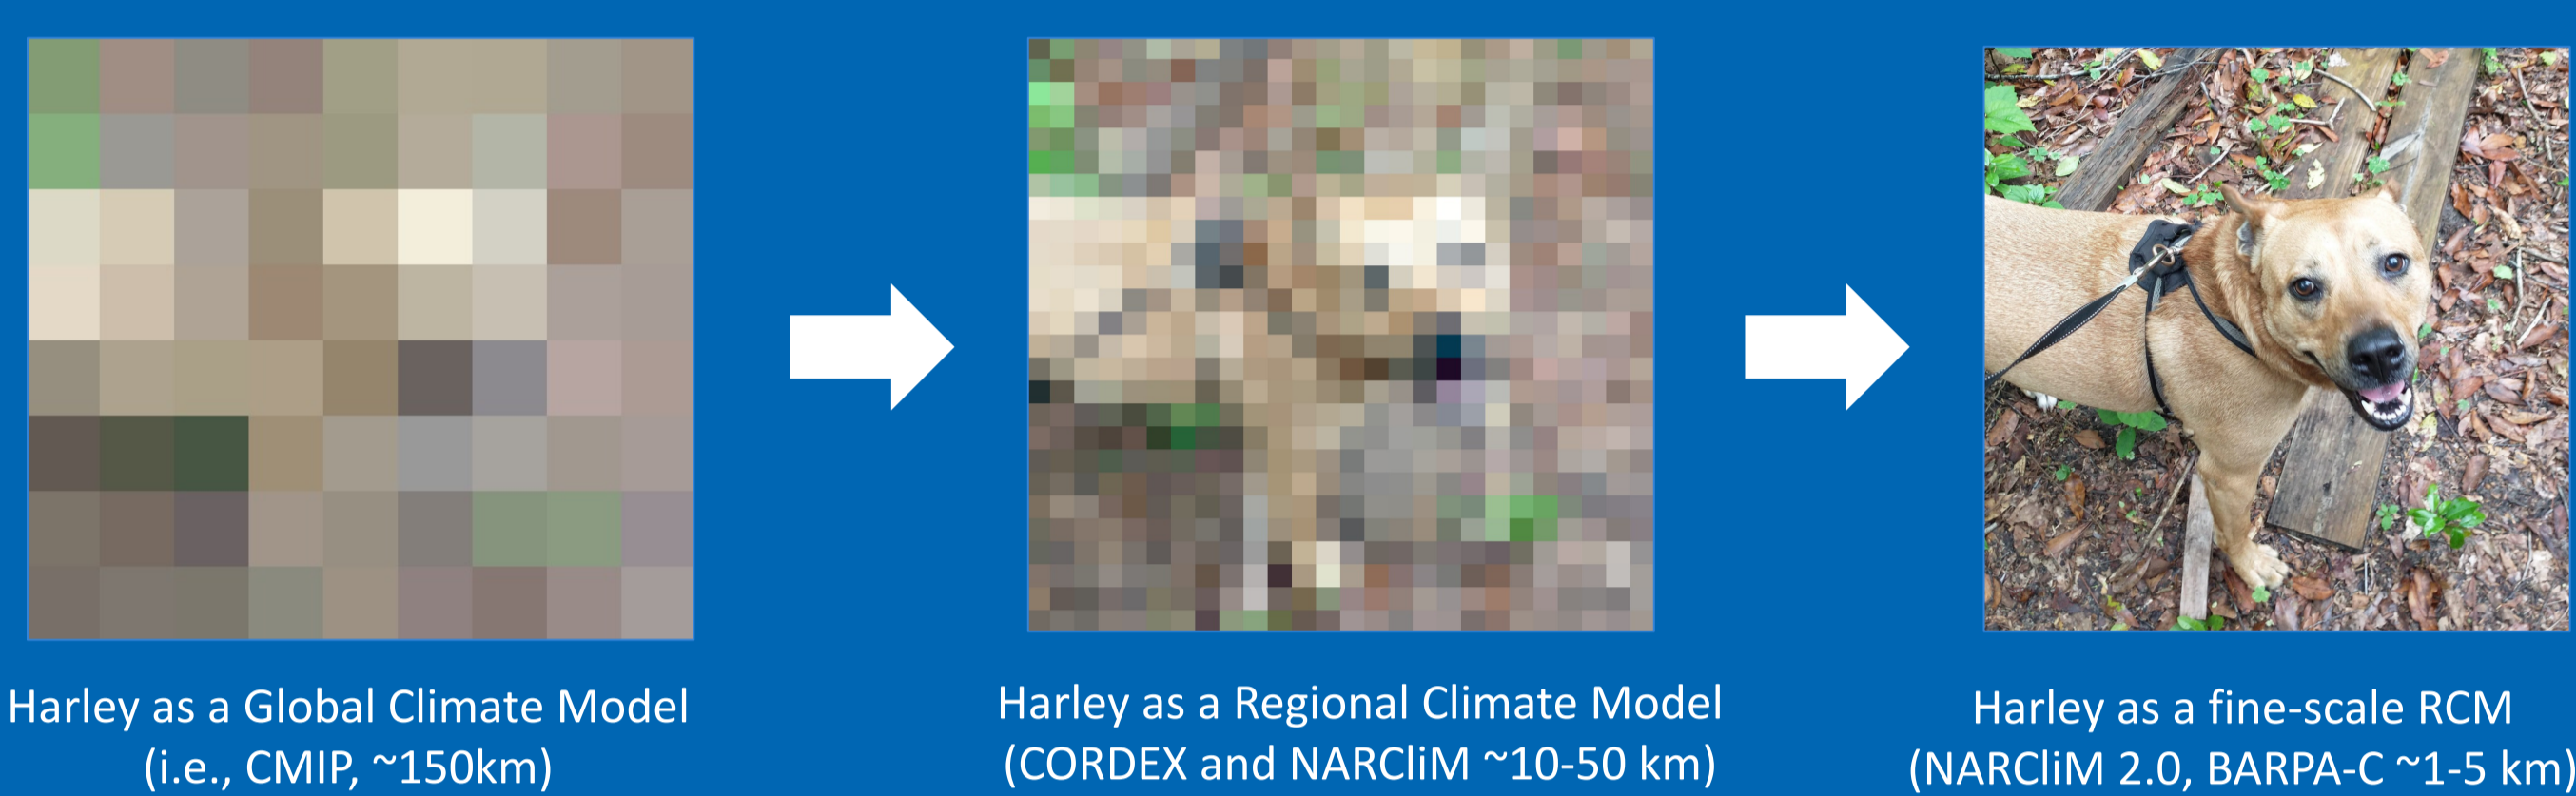 Harley as a Global Climate Model
(i.e., CMIP, ~150km)
Harley as a Regional Climate Model
(CORDEX and NARCliM ~10-50 km)
Harley as a fine-scale RCM
(NARCliM 2.0, BARPA-C ~1-5 km)